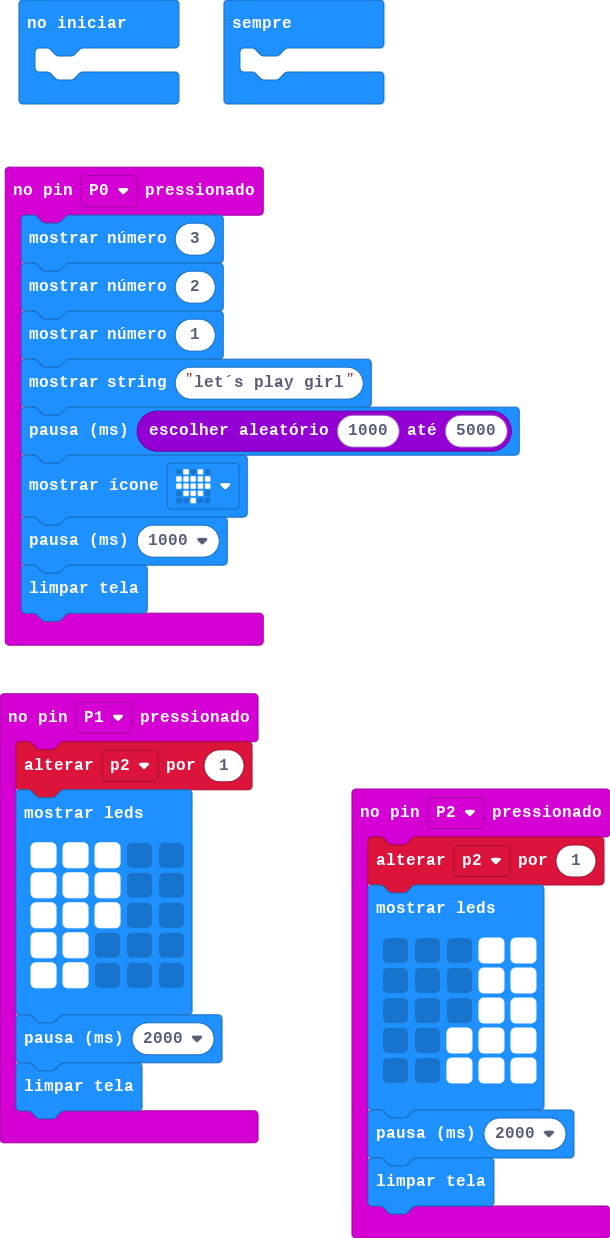 no iniciar
sempre
no pin P0 pressionado
mostrar número 3
mostrar número 2
mostrar número 1
mostrar string "let´s play girl"
pausa (ms) escolher aleatório 1000 até 5000
mostrar ícone
pausa (ms) 1000
limpar tela
no pin P1 pressionado
alterar p2 por 1
mostrar leds
pausa (ms) 2000
limpar tela
no pin P2 pressionado
alterar p2 por 1
mostrar leds
pausa (ms) 2000
limpar tela